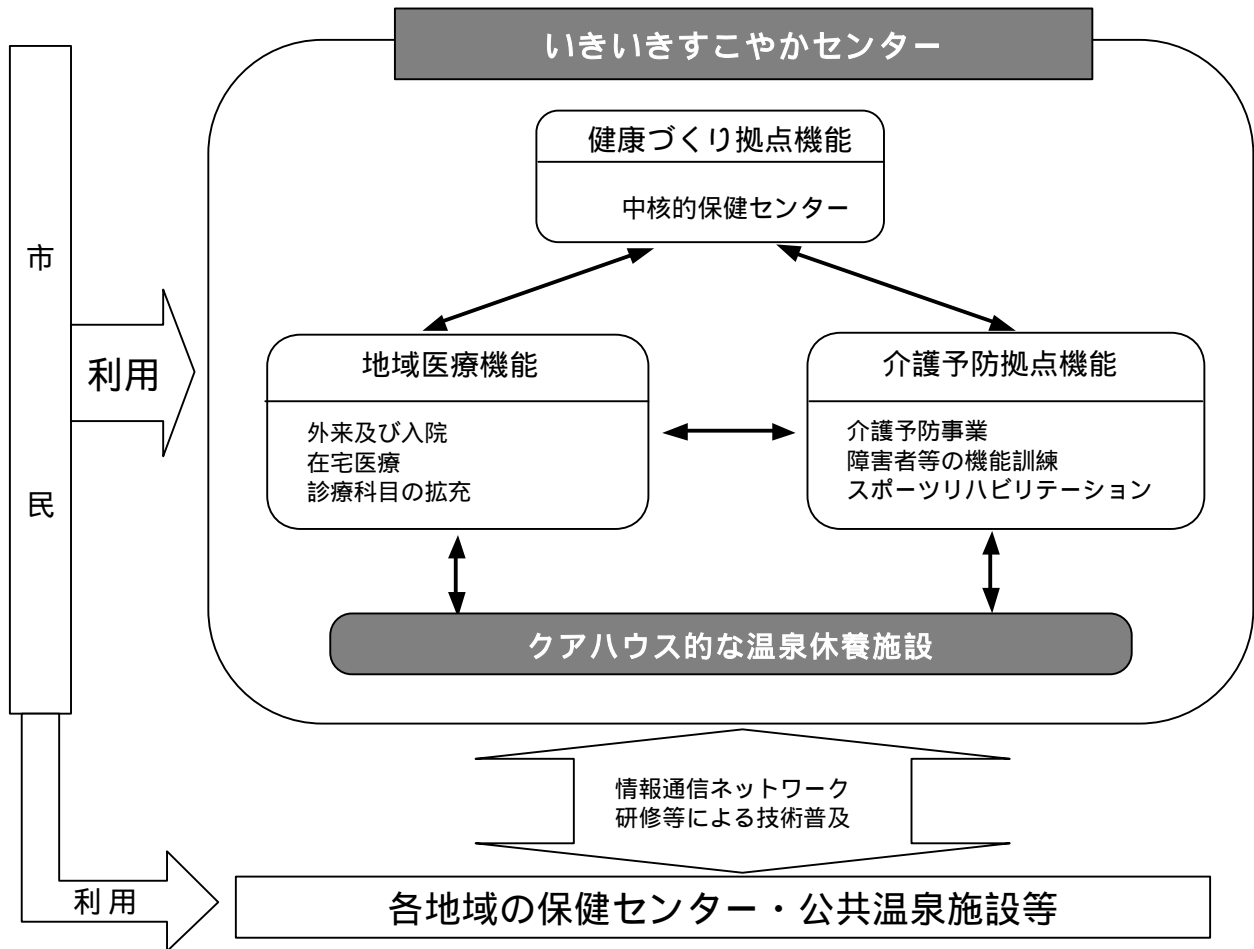 いきいきすこやかセンター
市民
利用
健康づくり拠点機能
中核的保健センター
地域医療機能
外来及び入院
在宅医療
診療科目の拡充
介護予防拠点機能
介護予防事業
障害者等の機能訓練
スポーツリハビリテーション
クアハウス的な温泉休養施設
情報通信ネットワーク
研修等による技術普及
利用
各地域の保健センター・公共温泉施設等